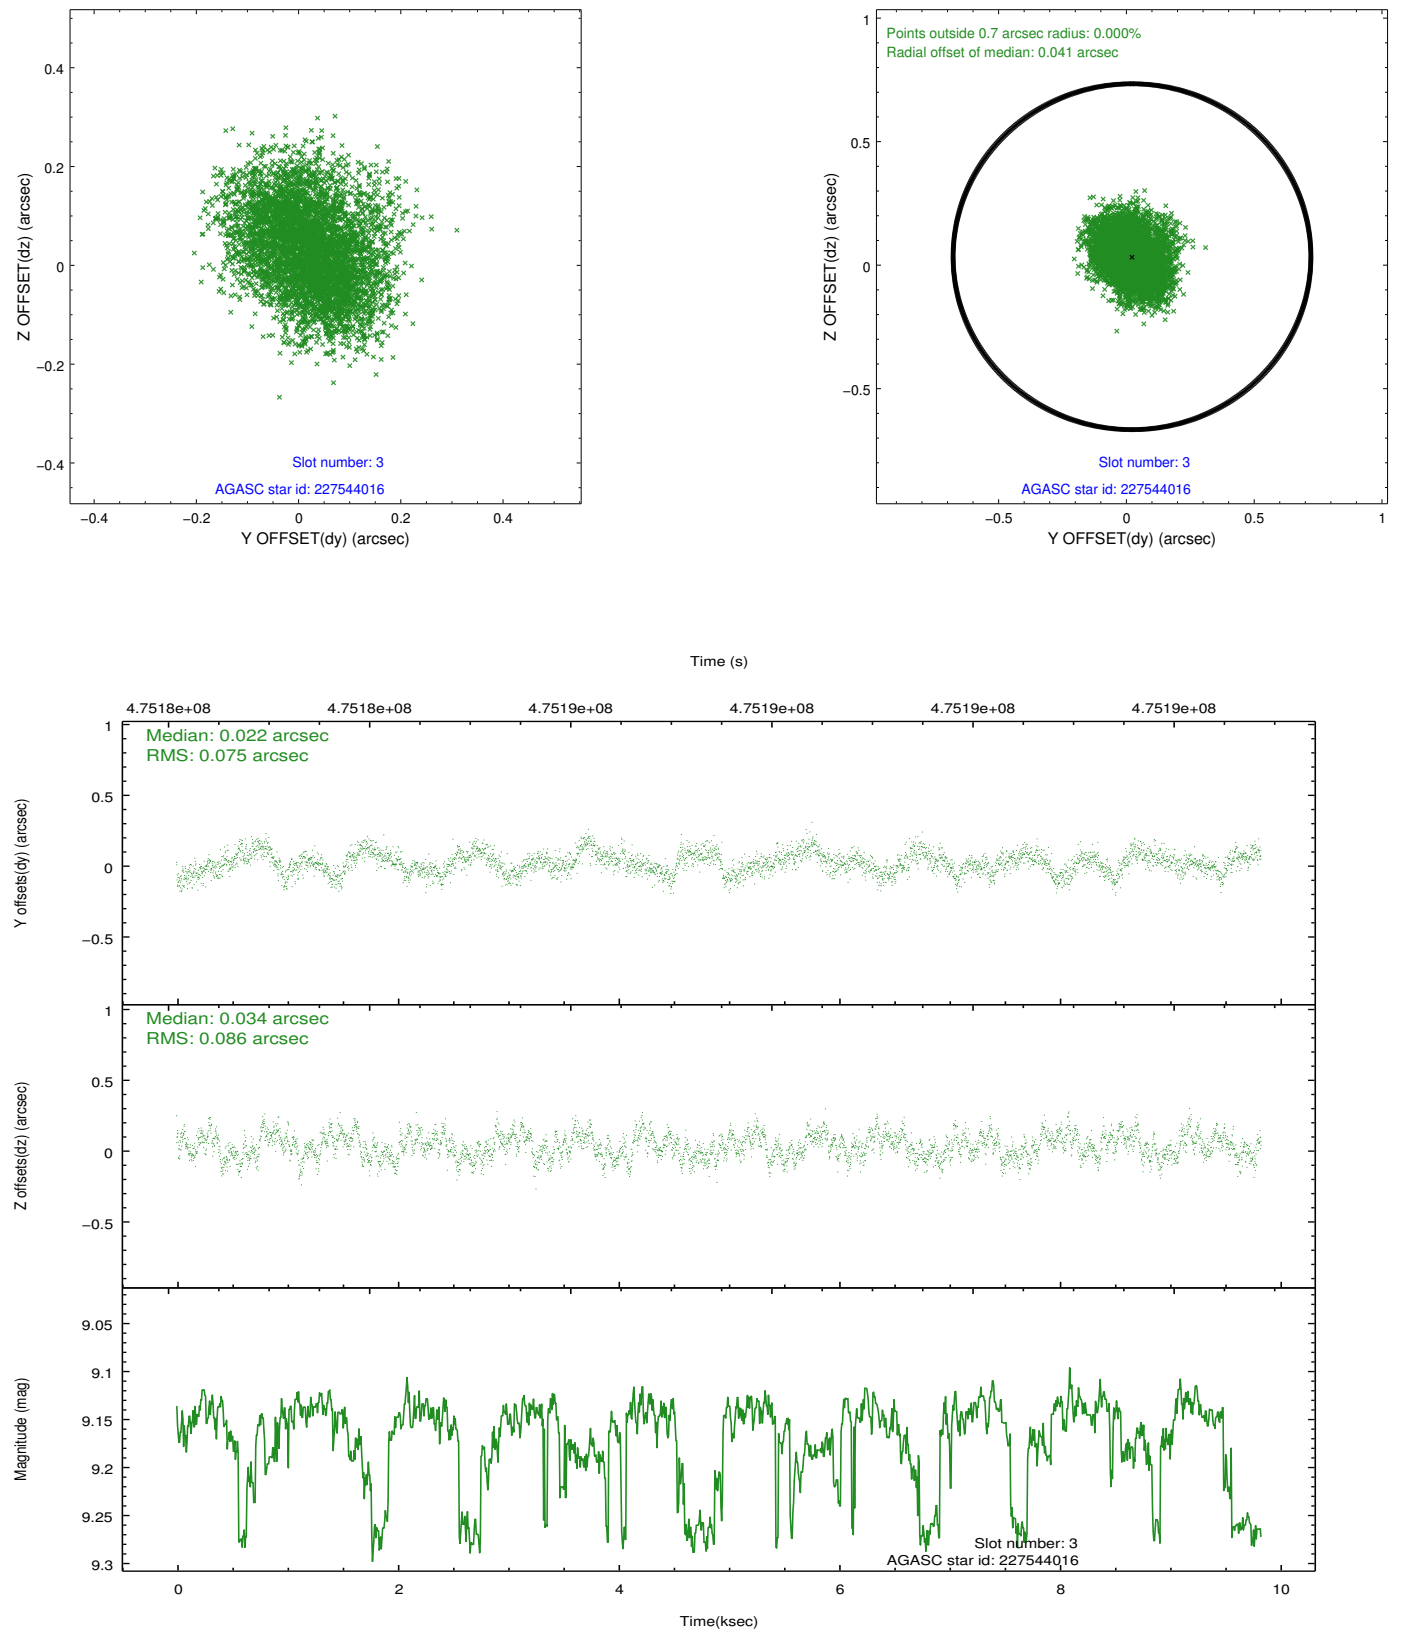 0.4
0.2
0
−0.2
−0.4
−0.4
−0.2
0
0.2
0.4
Z OFFSET(dz) (arcsec)
Y OFFSET(dy) (arcsec)
Slot number: 3
AGASC star id: 227544016
Points outside 0.7 arcsec radius: 0.000%
Radial offset of median: 0.041 arcsec
1
0.5
0
−0.5
−0.5
0
0.5
1
Z OFFSET(dz) (arcsec)
Y OFFSET(dy) (arcsec)
Slot number: 3
AGASC star id: 227544016
Time (s)
4.7518e+08 4.7518e+08 4.7519e+08 4.7519e+08 4.7519e+08 4.7519e+08
Median: 0.022 arcsec
RMS: 0.075 arcsec
1
0.5
0
−0.5
Y offsets(dy) (arcsec)
Median: 0.034 arcsec
RMS: 0.086 arcsec
1
0.5
0
−0.5
Z offsets(dz) (arcsec)
9.05
9.1
9.15
9.2
9.25
9.3
Magnitude (mag)
Slot number: 3
AGASC star id: 227544016
0 2 4 6 8 10
Time(ksec)